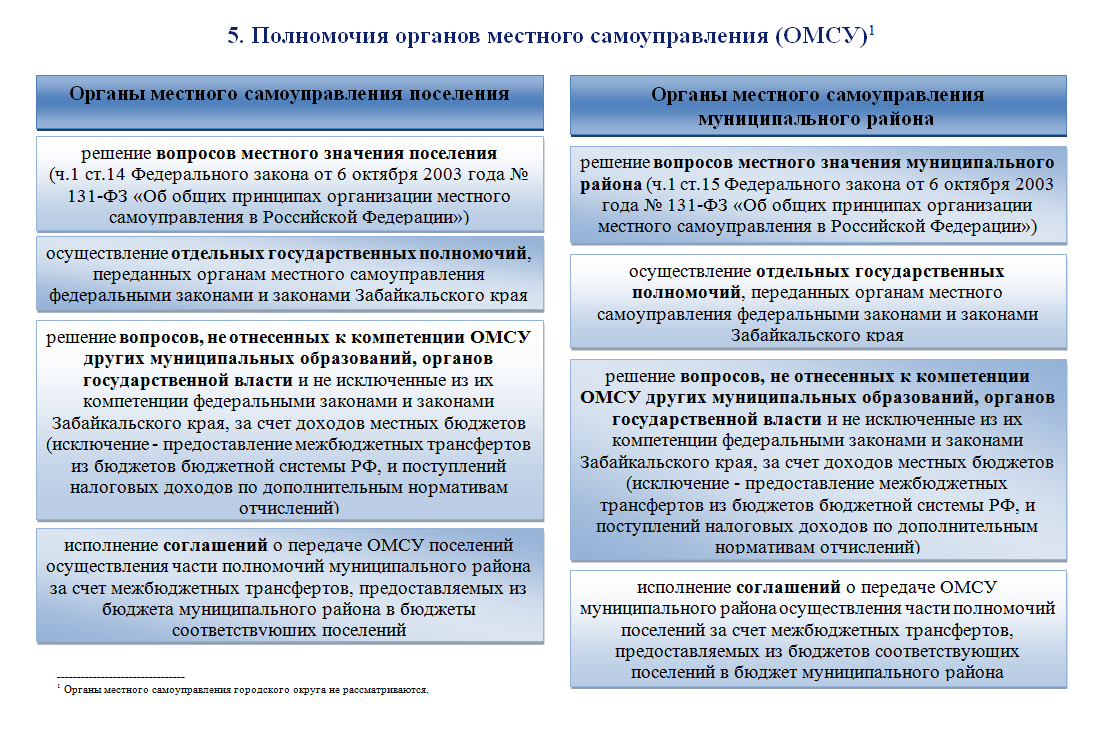 5. Полномочия органов местного самоуправления (ОМСУ)¹
Органы местного самоуправления поселения
решение вопросов местного значения поселения
(ч.1 ст.14 Федерального закона от 6 октября 2003 года №
131-ФЗ «Об общих принципах организации местного
самоуправления в Российской Федерации»)
осуществление отдельных государственных полномочий,
переданных органам местного самоуправления
федеральными законами и законами Забайкальского края
решение вопросов, не отнесенных к компетенции ОМСУ
других муниципальных образований, органов
государственной власти и не исключенные из их
компетенции федеральными законами и законами
Забайкальского края, за счет доходов местных бюджетов
(исключение - предоставление межбюджетных трансфертов
из бюджетов бюджетной системы РФ, и поступлений
налоговых доходов по дополнительным нормативам
отчислений)
исполнение соглашений о передаче ОМСУ поселений
осуществления части полномочий муниципального района
за счет межбюджетных трансфертов, предоставляемых из
бюджета муниципального района в бюджеты
соответствующих поселений
Органы местного самоуправления
муниципального района
решение вопросов местного значения муниципального
района (ч.1 ст.15 Федерального закона от 6 октября 2003
года № 131-ФЗ «Об общих принципах организации
местного самоуправления в Российской Федерации»)
осуществление отдельных государственных
полномочий, переданных органам местного
самоуправления федеральными законами и законами
Забайкальского края
решение вопросов, не отнесенных к компетенции
ОМСУ других муниципальных образований, органов
государственной власти и не исключенные из их
компетенции федеральными законами и законами
Забайкальского края, за счет доходов местных бюджетов
(исключение - предоставление межбюджетных
трансфертов из бюджетов бюджетной системы РФ, и
поступлений налоговых доходов по дополнительным
нормативам отчислений)
исполнение соглашений о передаче ОМСУ
муниципального района осуществления части полномочий
поселений за счет межбюджетных трансфертов,
предоставляемых из бюджетов соответствующих
поселений в бюджет муниципального района
¹ Органы местного самоуправления городского округа не рассматриваются.